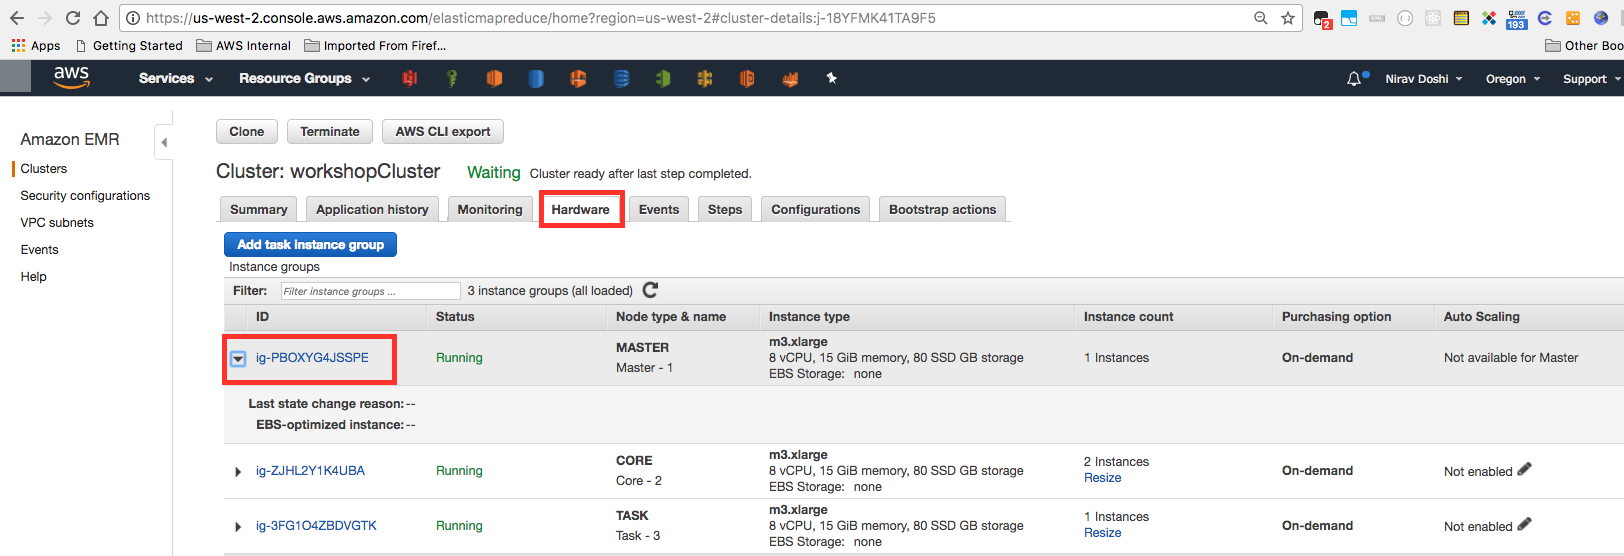 https://us-west-2.console.aws.amazon.com/elasticmapreduce/home?region=us-west-2#cluster-details:j-18YFMK41TA9F5
2
193
Apps Getting Started AWS Internal Imported From Firef... Other Boo
aws Services Resource Groups Nirav Doshi Oregon Support
Amazon EMR
Clusters
Security configurations
VPC subnets
Events
Help
Clone Terminate AWS CLI export
Cluster: workshopCluster Waiting Cluster ready after last step completed.
Summary Application history Monitoring Hardware Events Steps Configurations Bootstrap actions
Add task instance group
Instance groups
Filter: Filter instance groups ... 3 instance groups (all loaded)
ID Status Node type & name Instance type Instance count Purchasing option Auto Scaling
ig-PBOXYG4JSSPE Running MASTER
Master - 1 m3.xlarge
8 vCPU, 15 GiB memory, 80 SSD GB storage
EBS Storage: none 1 Instances On-demand Not available for Master
Last state change reason: --
EBS-optimized instance: --
ig-ZJHL2Y1K4UBA Running CORE
Core - 2 m3.xlarge
8 vCPU, 15 GiB memory, 80 SSD GB storage
EBS Storage: none 2 Instances
Resize On-demand Not enabled
ig-3FG1O4ZBDVGTK Running TASK
Task - 3 m3.xlarge
8 vCPU, 15 GiB memory, 80 SSD GB storage
EBS Storage: none 1 Instances
Resize On-demand Not enabled